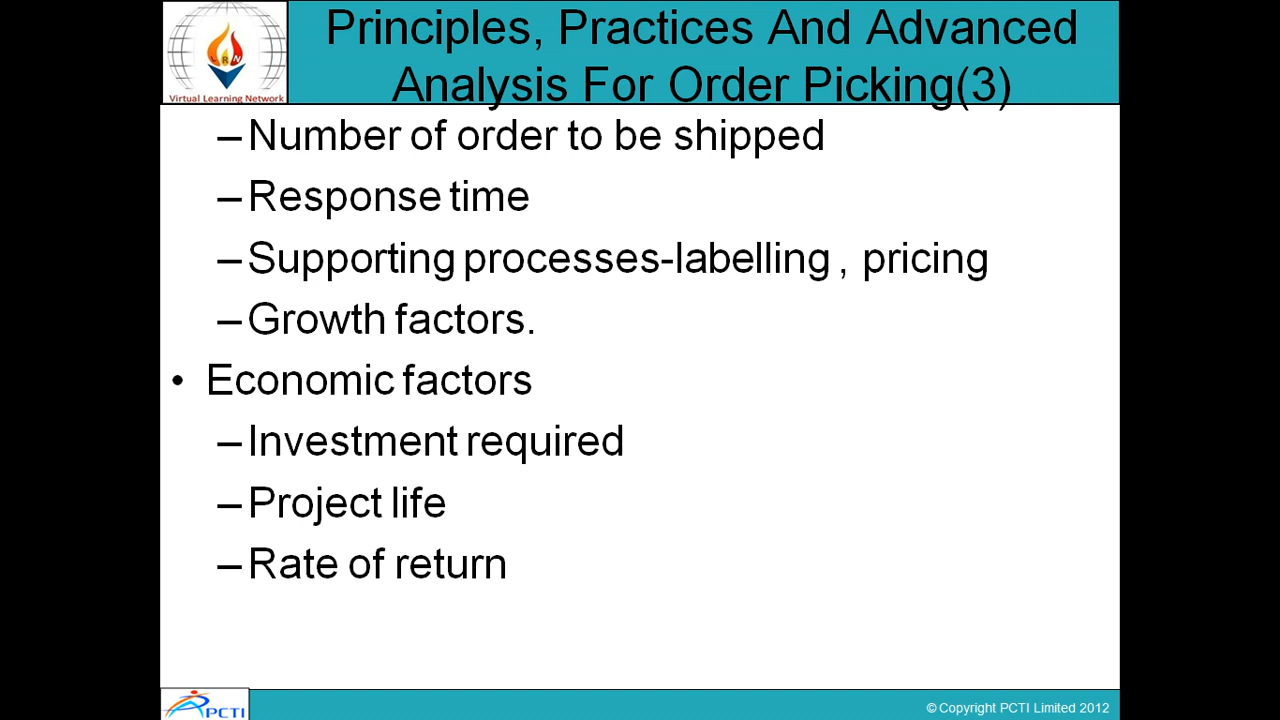 Principles, Practices And Advanced
Analysis For Order Picking(3)
LRN
Virtual Learning Network
–Number of order to be shipped
–Response time
–Supporting processes-labelling , pricing
–Growth factors.
• Economic factors
–Investment required
–Project life
–Rate of return
PCTI
© Copyright PCTI Limited 2012